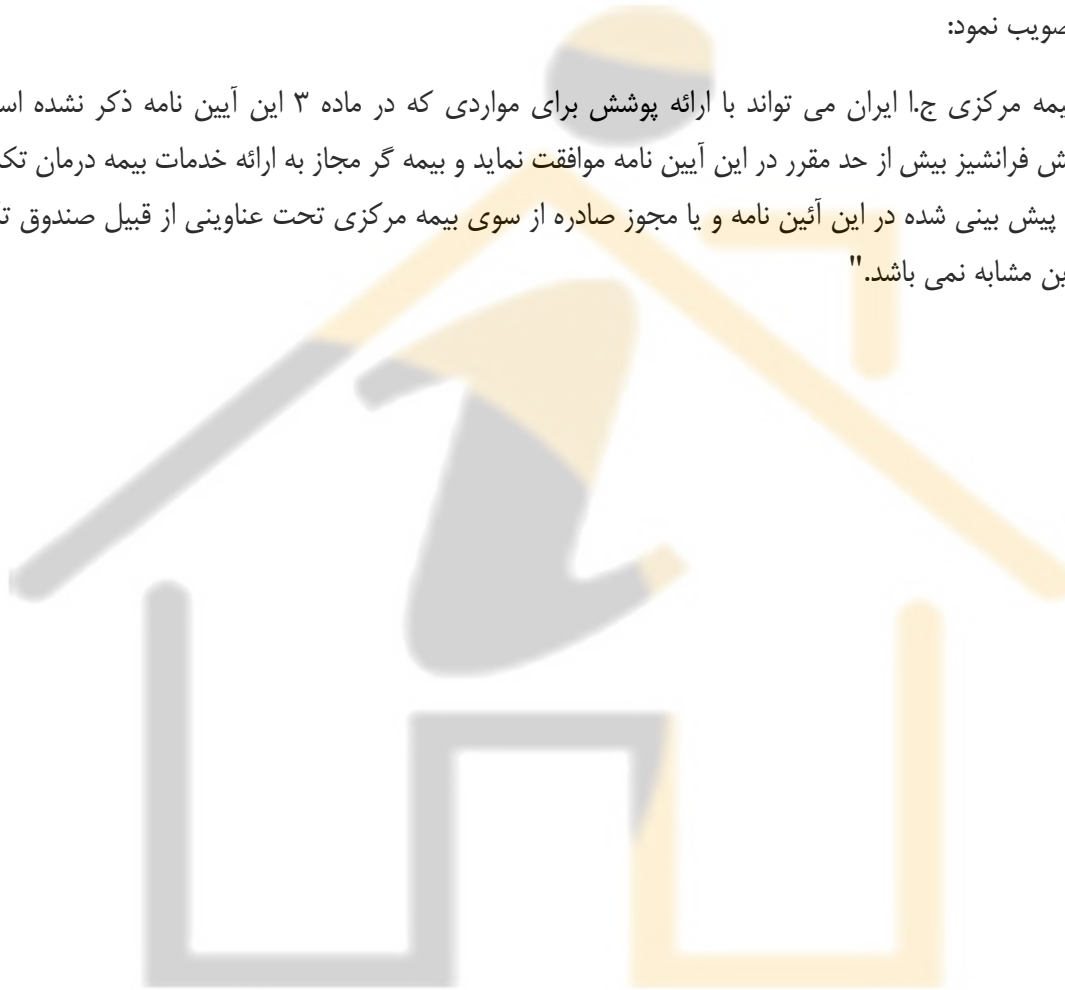 صویب نمود:
یمه مرکزی ج.ا ایران می تواند با ارائه پوشش برای مواردی که در ماده ۳ این آیین نامه ذکر نشده اس
ش فرانشیز بیش از حد مقرر در این آیین نامه موافقت نماید و بیمه گر مجاز به ارائه خدمات بیمه درمان تک
پیش بینی شده در این آئین نامه و یا مجوز صادره از سوی بیمه مرکزی تحت عناوینی از قبیل صندوق تک
ین مشابه نمی باشد."